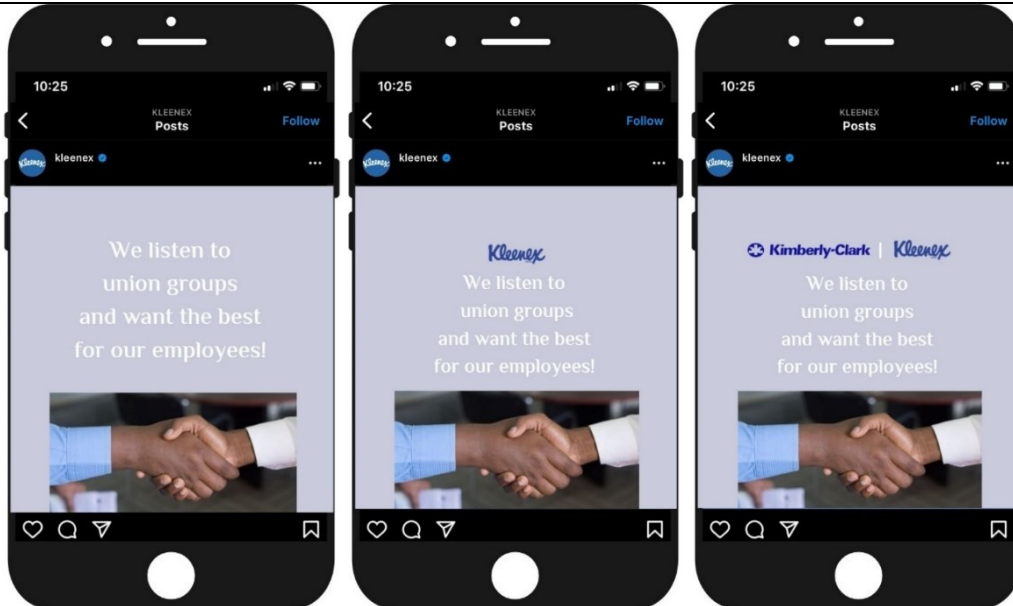 10:25
KLEENEX
Posts
Follow
Kleenex
kleenex
We listen to
union groups
and want the best
for our employees!
10:25
KLEENEX
Posts
Follow
Kleenex
kleenex
Kleenex
We listen to
union groups
and want the best
for our employees!
10:25
KLEENEX
Posts
Follow
Kleenex
kleenex
Kimberly-Clark | Kleenex
We listen to
union groups
and want the best
for our employees!